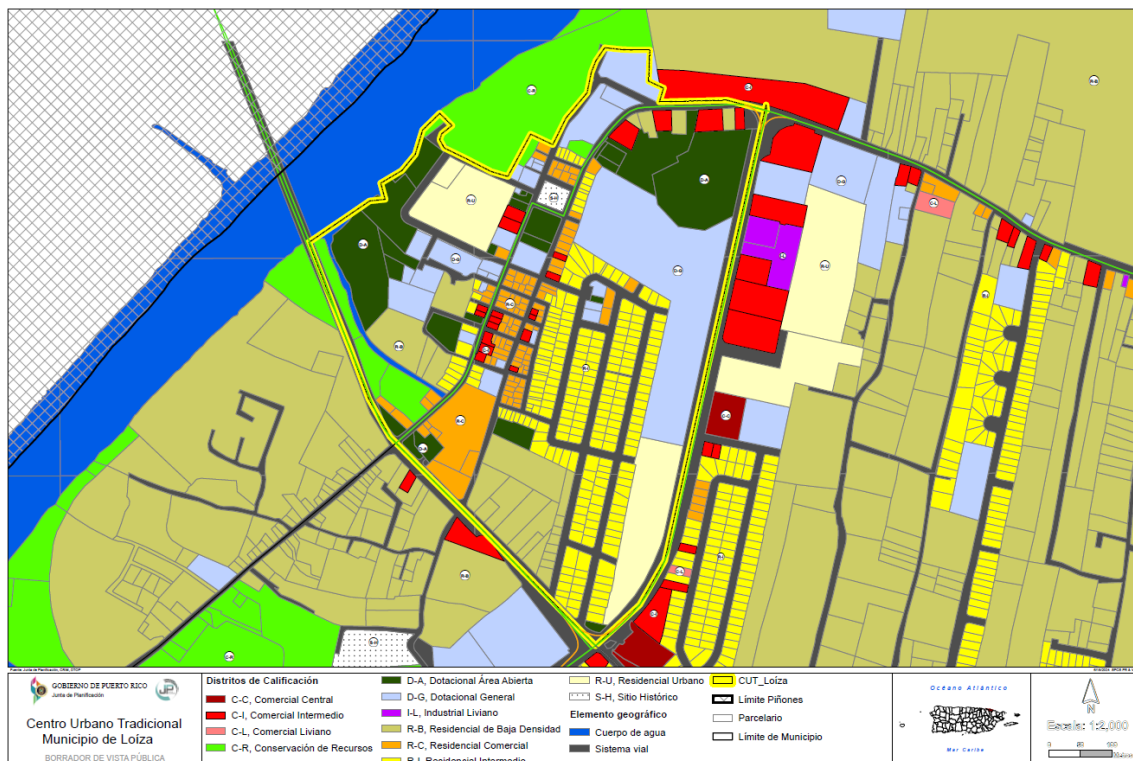 C-R
C-I
R-B
S-H
D-A
R-U
D-G
C-L
D-A
D-G
D-G
R-U
R-C
R-B
R-I
C-C
R-C
D-A
R-I
R-B
C-L
C-R
Distritos de Calificación
C-C, Comercial Central
C-I, Comercial Intermedio
C-L, Comercial Liviano
C-R, Conservación de Recursos
D-A, Dotacional Área Abierta
D-G, Dotacional General
I-L, Industrial Liviano
R-B, Residencial de Baja Densidad
R-C, Residencial Comercial
R-I, Residencial Intermedio
R-U, Residencial Urbano
S-H, Sitio Histórico
Elemento geográfico
Cuerpo de agua
Sistema vial
CUT_Loíza
Límite Piñones
Parcelario
Límite de Municipio
GOBIERNO DE PUERTO RICO
Junta de Planificación
JP
Centro Urbano Tradicional
Municipio de Loíza
BORRADOR DE VISTA PÚBLICA
Océano Atlántico
Mar Caribe
N
Escala: 1:2,000